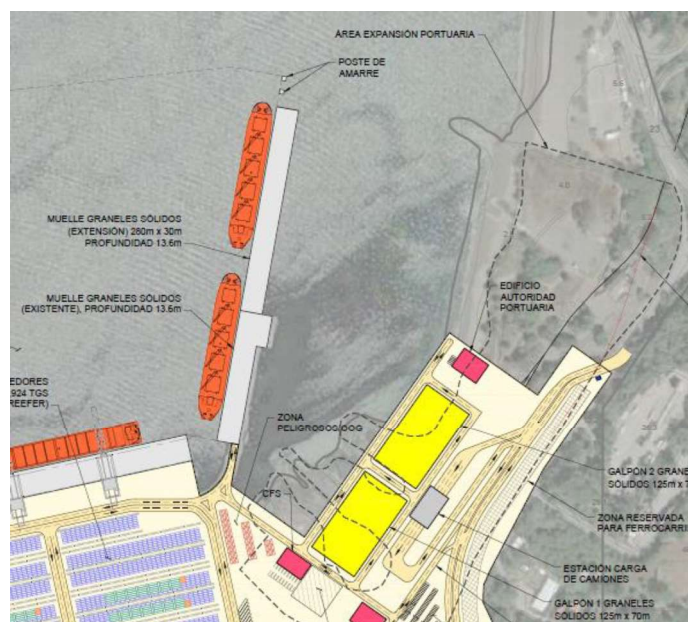 ÁREA EXPANSIÓN PORTUARIA
POSTE DE
AMARRE
MUELLE GRANELES SÓLIDOS
(EXTENSIÓN) 280m x 30m
PROFUNDIDAD 13.6m
MUELLE GRANELES SÓLIDOS
(EXISTENTE), PROFUNDIDAD 13.6m
EDIFICIO
AUTORIDAD
PORTUARIA
EDORES
924 TGS
REEFER)
ZONA
PELIGROSOS/OOG
CFS
GALPÓN 2 GRANE
SÓLIDOS 125m x 7
ZONA RESERVADA
PARA FERROCARRI
ESTACIÓN CARGA
DE CAMIONES
GALPÓN 1 GRANELES
SÓLIDOS 125m x 70m